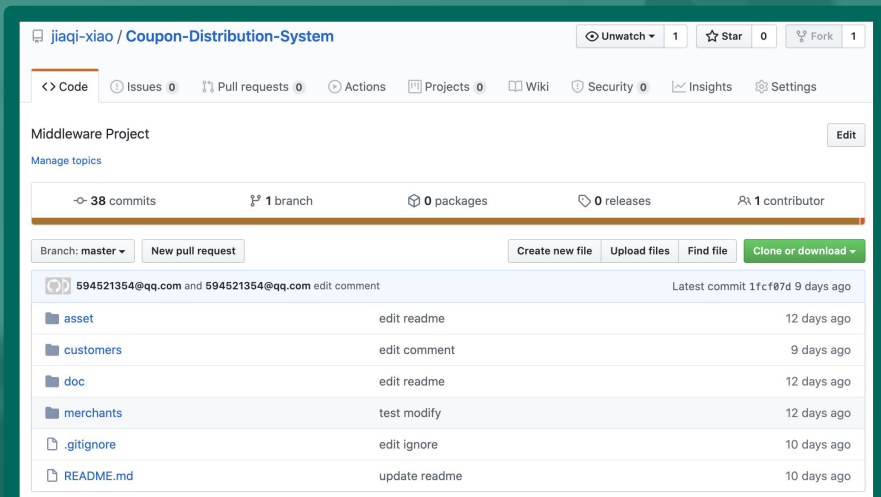 jiaqi-xiao / Coupon-Distribution-System Unwatch 1 Star 0 Fork 1
<> Code Issues 0 Pull requests 0 Actions Projects 0 Wiki Security 0 Insights Settings
Middleware Project Edit
Manage topics
38 commits 1 branch 0 packages 0 releases 1 contributor
Branch: master New pull request Create new file Upload files Find file Clone or download
594521354@qq.com and 594521354@qq.com edit comment Latest commit 1fcf07d 9 days ago
asset edit readme 12 days ago
customers edit comment 9 days ago
doc edit readme 12 days ago
merchants test modify 12 days ago
.gitignore edit ignore 10 days ago
README.md update readme 10 days ago